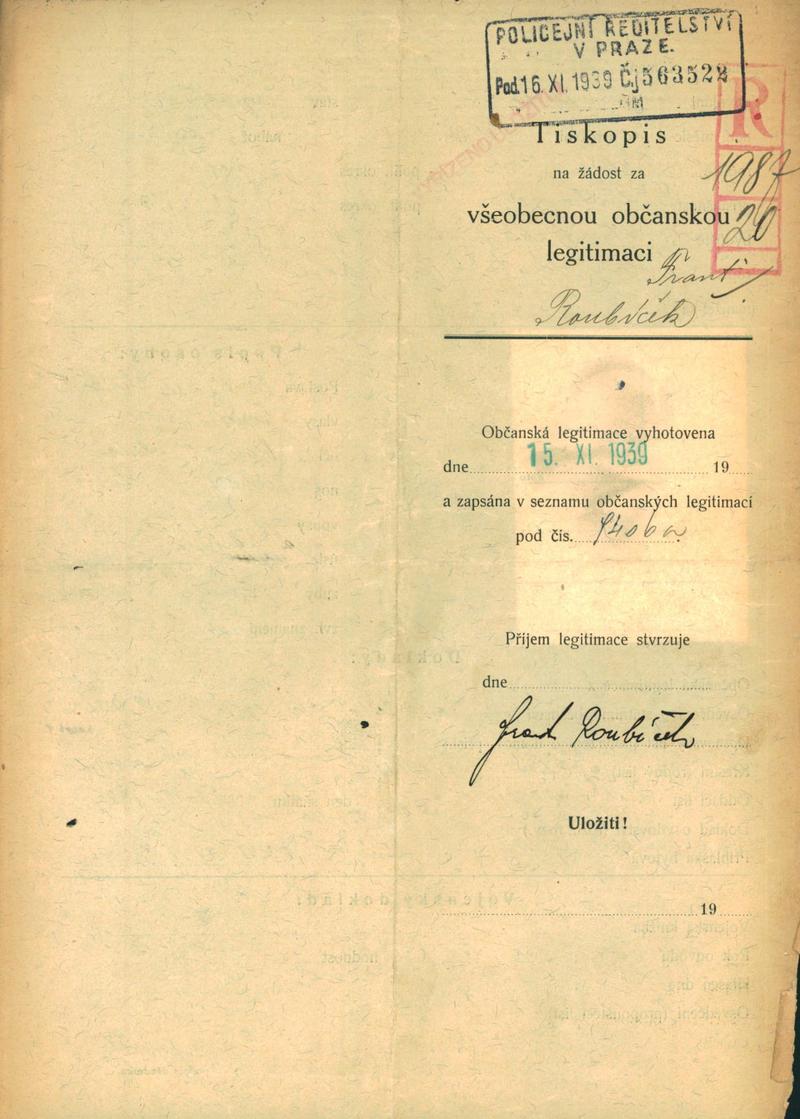 POLICEJNÍ ŘEDITELSTVÍ
V PRAZE.
Pod. 16. XI. 1939 Čj 563528
R
Tiskopis
na žádost za
1987
všeobecnou občanskou
20
legitimaci
Frant.
Roubíček
Občanská legitimace vyhotovena
dne 15. XI. 1939 19
a zapsána v seznamu občanských legitimací
pod čís.
Příjem legitimace stvrzuje
dne
Roubíček
Uložiti!
19